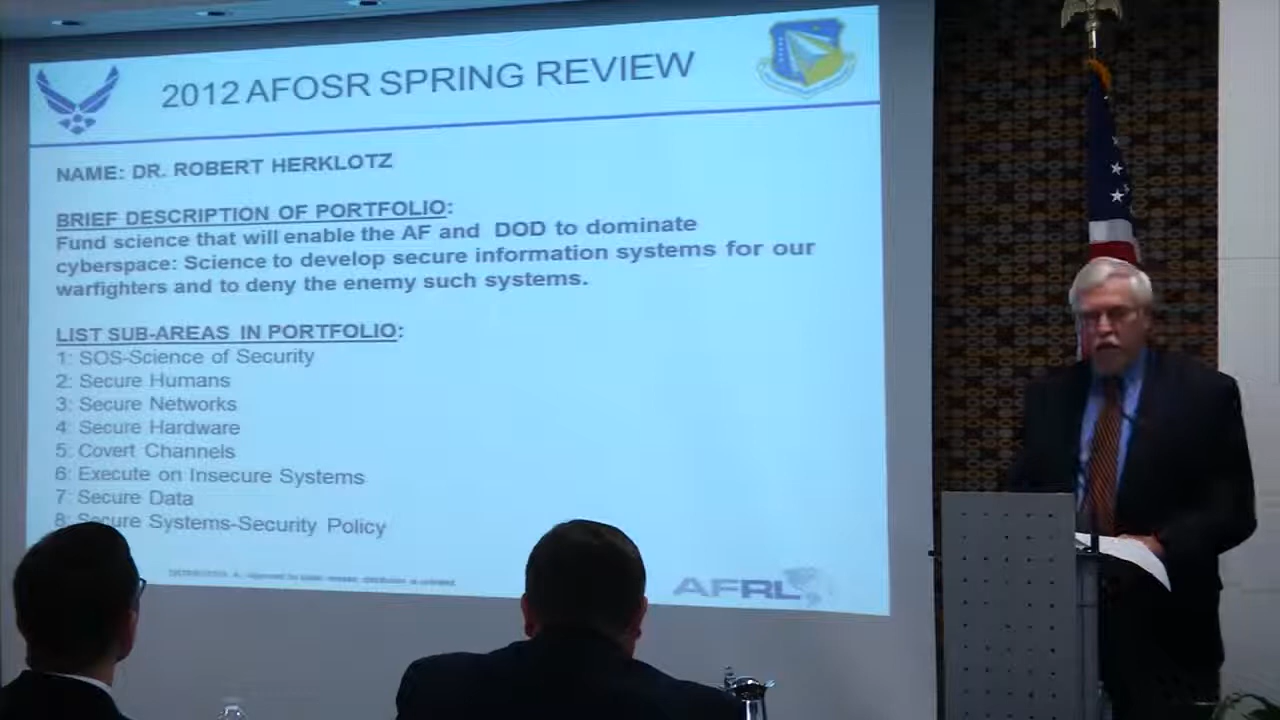 2012 AFOSR SPRING REVIEW
NAME: DR. ROBERT HERKLOTZ
BRIEF DESCRIPTION OF PORTFOLIO:
Fund science that will enable the AF and DOD to dominate
cyberspace: Science to develop secure information systems for our
warfighters and to deny the enemy such systems.
LIST SUB-AREAS IN PORTFOLIO:
1: SOS-Science of Security
2: Secure Humans
3: Secure Networks
4: Secure Hardware
5: Covert Channels
6: Execute on Insecure Systems
7: Secure Data
8: Secure Systems-Security Policy
AFRL